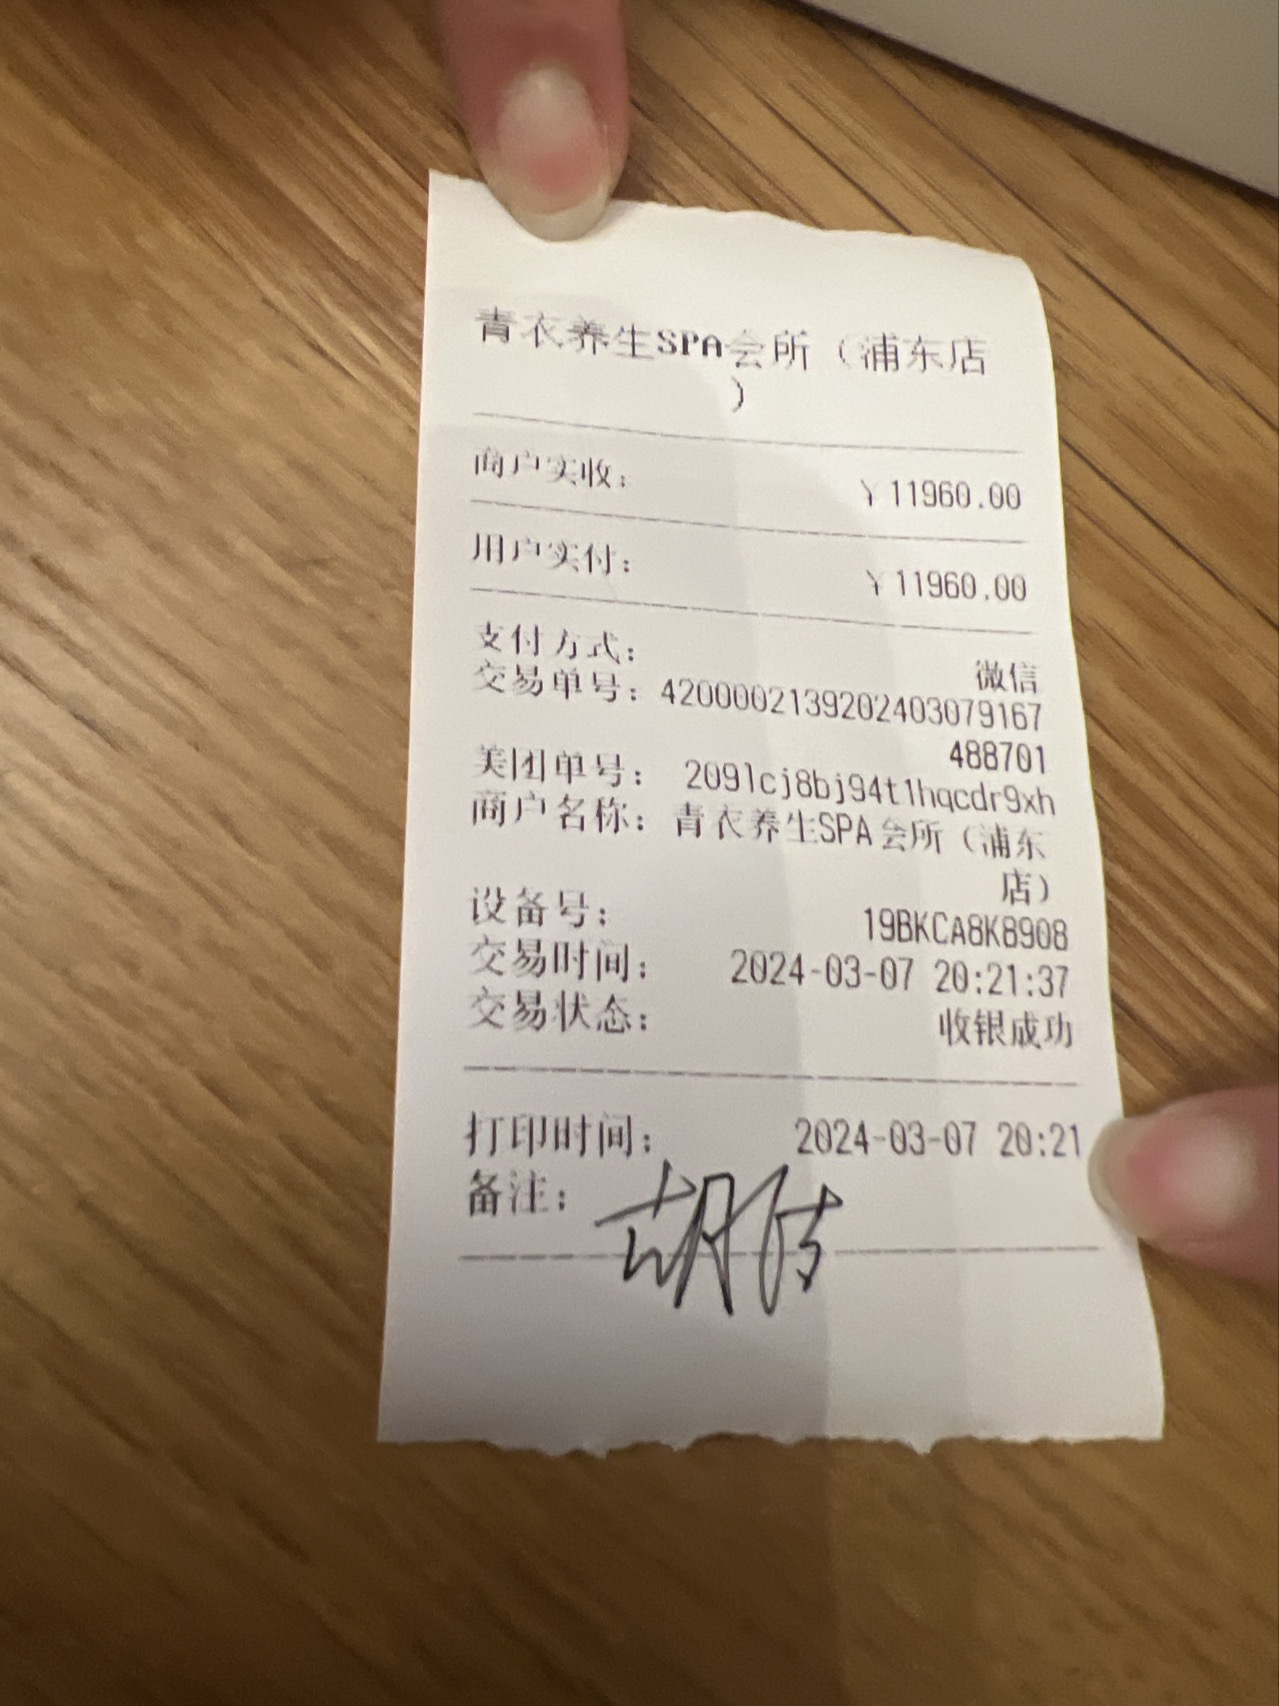 青衣养生SPA会所（浦东店
）
商户实收： ￥11960.00
用户实付： ￥11960.00
支付方式： 微信
交易单号：4200002139202403079167
488701
美团单号： 209lcj8bj94t1hqcdr9xh
商户名称：青衣养生SPA会所（浦东
店）
设备号： 19BKCA8K8908
交易时间： 2024-03-07 20:21:37
交易状态： 收银成功
打印时间： 2024-03-07 20:21
备注：